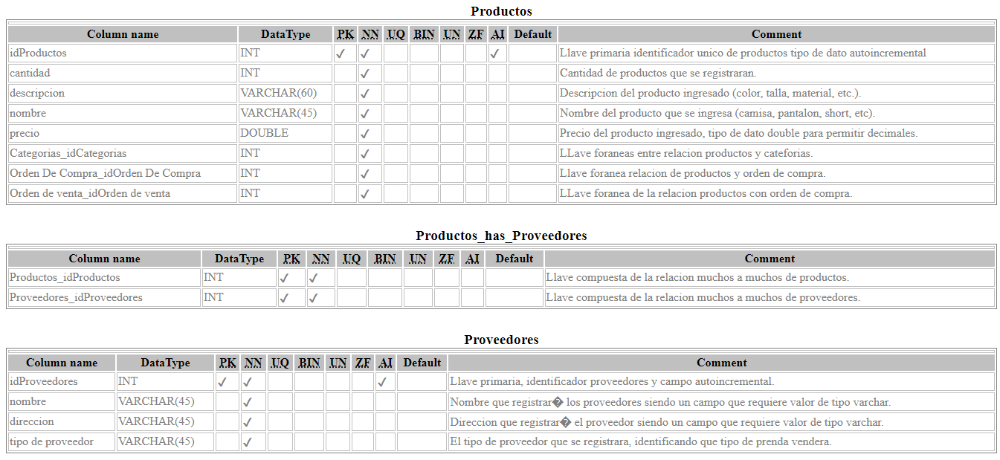 Productos
Column name DataType PK NN UQ BIN UN ZF AI Default Comment
idProductos INT ✓ ✓ ✓ Llave primaria identificador unico de productos tipo de dato autoincremental
cantidad INT ✓ Cantidad de productos que se registraran.
descripcion VARCHAR(60) ✓ Descripcion del producto ingresado (color, talla, material, etc.).
nombre VARCHAR(45) ✓ Nombre del producto que se ingresa (camisa, pantalon, short, etc).
precio DOUBLE ✓ Precio del producto ingresado, tipo de dato double para permitir decimales.
Categorias_idCategorias INT ✓ LLave foraneas entre relacion productos y cateforias.
Orden De Compra_idOrden De Compra INT ✓ Llave foranea relacion de productos y orden de compra.
Orden de venta_idOrden de venta INT ✓ LLave foranea de la relacion productos con orden de compra.
Productos_has_Proveedores
Column name DataType PK NN UQ BIN UN ZF AI Default Comment
Productos_idProductos INT ✓ ✓ Llave compuesta de la relacion muchos a muchos de productos.
Proveedores_idProveedores INT ✓ ✓ Llave compuesta de la relacion muchos a muchos de proveedores.
Proveedores
Column name DataType PK NN UQ BIN UN ZF AI Default Comment
idProveedores INT ✓ ✓ ✓ Llave primaria, identificador proveedores y campo autoincremental.
nombre VARCHAR(45) ✓ Nombre que registrar� los proveedores siendo un campo que requiere valor de tipo varchar.
direccion VARCHAR(45) ✓ Direccion que registrar� el proveedor siendo un campo que requiere valor de tipo varchar.
tipo de proveedor VARCHAR(45) ✓ El tipo de proveedor que se registrara, identificando que tipo de prenda vendera.